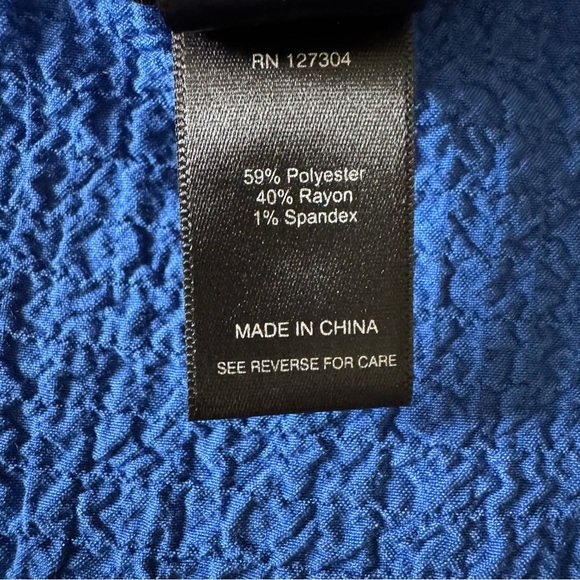 RN 127304
59% Polyester
40% Rayon
1% Spandex
MADE IN CHINA
SEE REVERSE FOR CARE